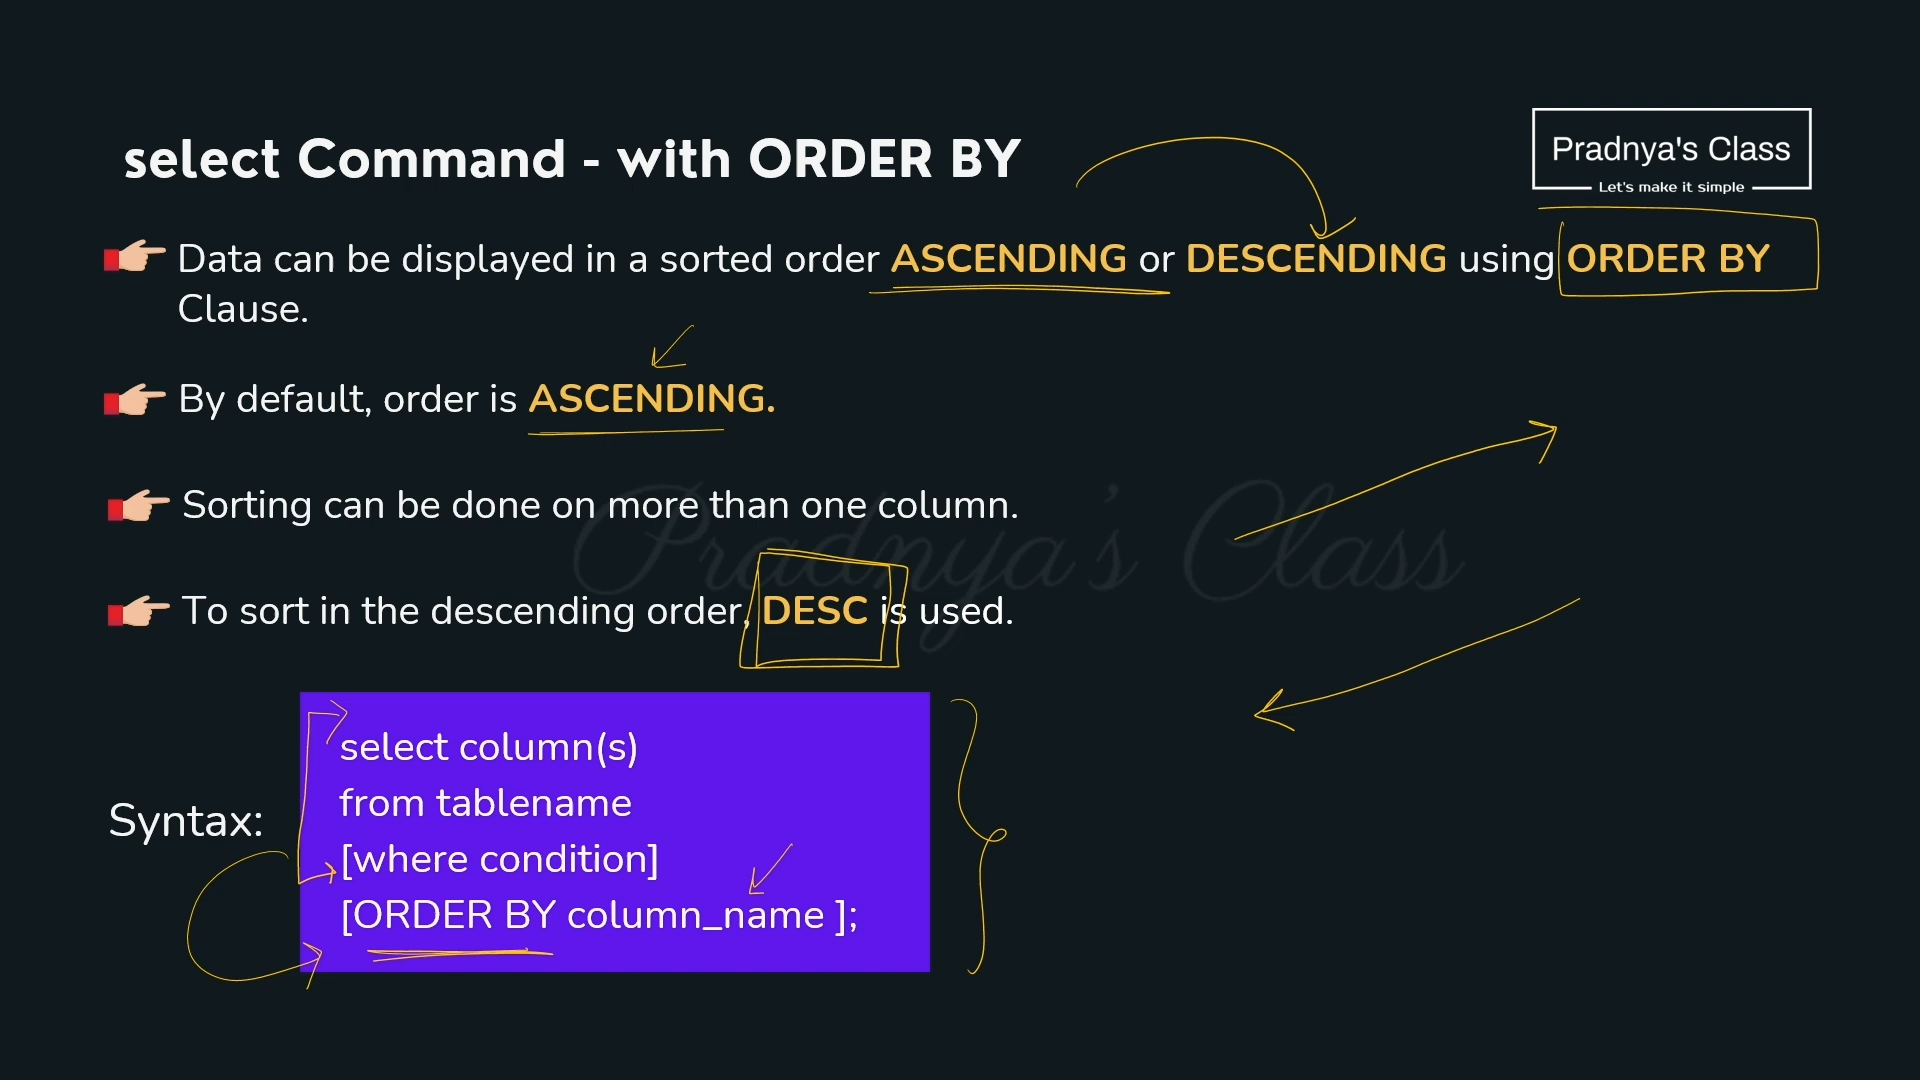 select Command - with ORDER BY
Pradnya's Class
Let's make it simple
Data can be displayed in a sorted order ASCENDING or DESCENDING using ORDER BY
Clause.
By default, order is ASCENDING.
Sorting can be done on more than one column.
Pradnya's Class
To sort in the descending order, DESC is used.
Syntax:
select column(s)
from tablename
[where condition]
[ORDER BY column_name ];